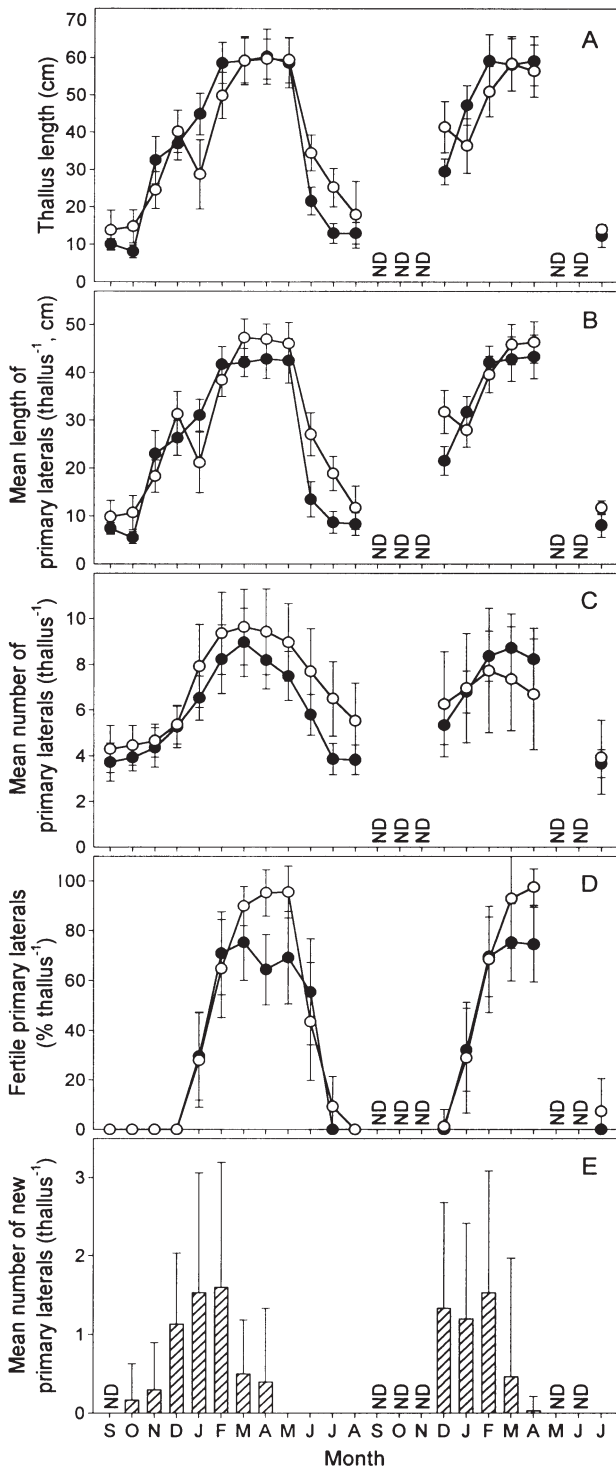 A
Thallus length (cm)
70
60
50
40
30
20
10
0
ND ND ND ND ND
B
Mean length of
primary laterals (thallus⁻¹, cm)
50
40
30
20
10
0
ND ND ND ND ND
C
Mean number of
primary laterals (thallus⁻¹)
10
8
6
4
2
0
ND ND ND ND ND
D
Fertile primary laterals
(% thallus⁻¹)
100
80
60
40
20
0
ND ND ND ND ND
E
Mean number of new
primary laterals (thallus⁻¹)
3
2
1
0
ND ND ND ND ND ND
S O N D J F M A M J J A S O N D J F M A M J J
Month